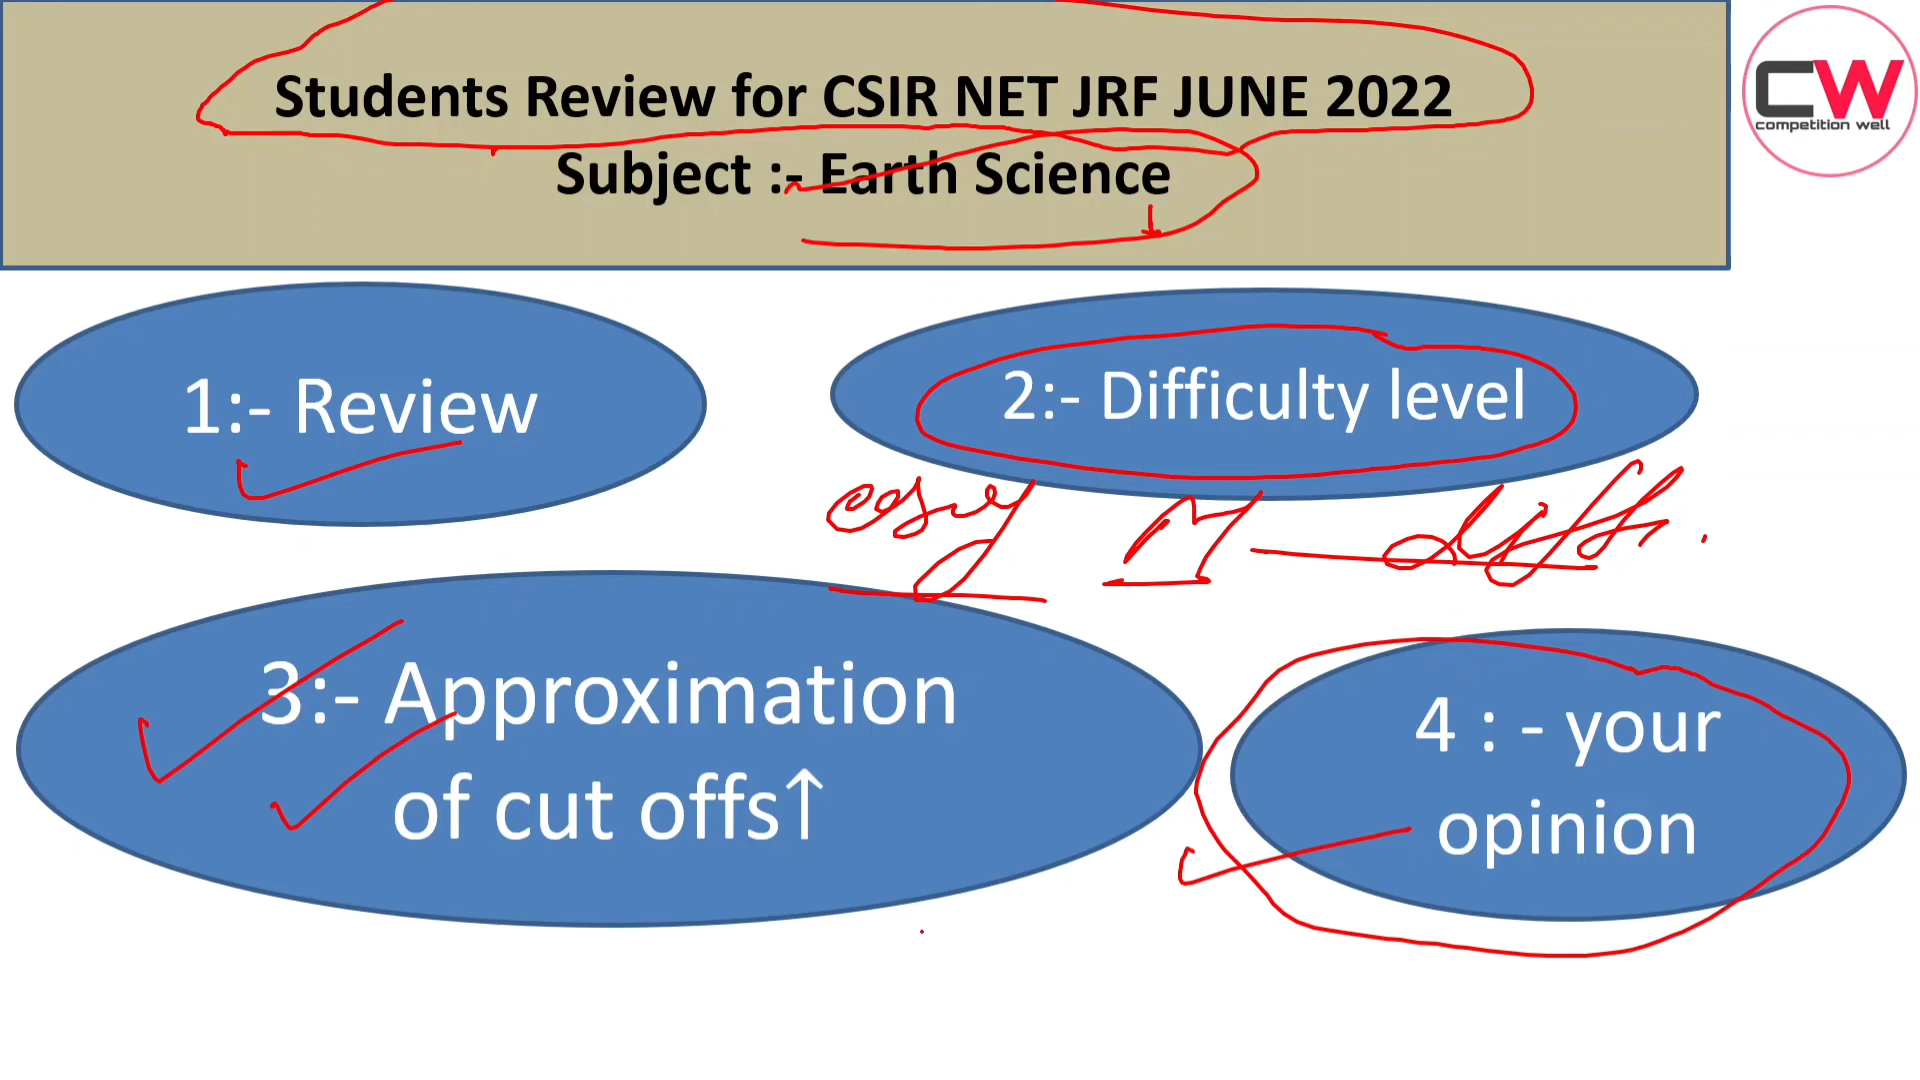 Students Review for CSIR NET JRF JUNE 2022
Subject :- Earth Science
CW
competition well
1:- Review
2:- Difficulty level
easy M diff.
3:- Approximation
of cut offs↑
4 : - your
opinion